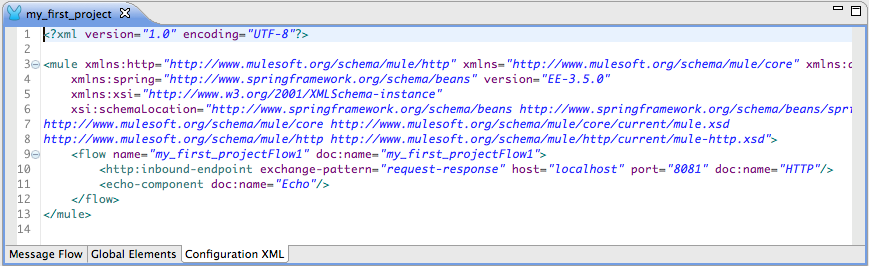 my_first_project
1 <?xml version="1.0" encoding="UTF-8"?>
2
3 <mule xmlns:http="http://www.mulesoft.org/schema/mule/http" xmlns="http://www.mulesoft.org/schema/mule/core" xmlns:d
4 xmlns:spring="http://www.springframework.org/schema/beans" version="EE-3.5.0"
5 xmlns:xsi="http://www.w3.org/2001/XMLSchema-instance"
6 xsi:schemaLocation="http://www.springframework.org/schema/beans http://www.springframework.org/schema/beans/spri
7 http://www.mulesoft.org/schema/mule/core http://www.mulesoft.org/schema/mule/core/current/mule.xsd
8 http://www.mulesoft.org/schema/mule/http http://www.mulesoft.org/schema/mule/http/current/mule-http.xsd">
9 <flow name="my_first_projectFlow1" doc:name="my_first_projectFlow1">
10 <http:inbound-endpoint exchange-pattern="request-response" host="localhost" port="8081" doc:name="HTTP"/>
11 <echo-component doc:name="Echo"/>
12 </flow>
13 </mule>
14
Message Flow Global Elements Configuration XML